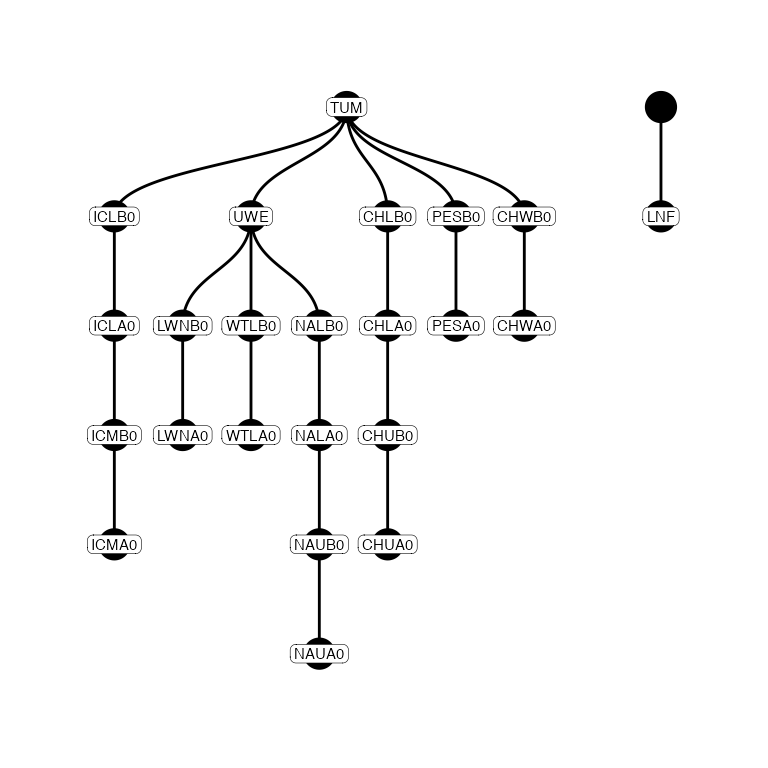 TUM
ICLB0 UWE CHLB0 PESB0 CHWB0 LNF
ICLA0 LWNB0 WTLB0 NALB0 CHLA0 PESA0 CHWA0
ICMB0 LWNA0 WTLA0 NALA0 CHUB0
ICMA0 NAUB0 CHUA0
NAUA0